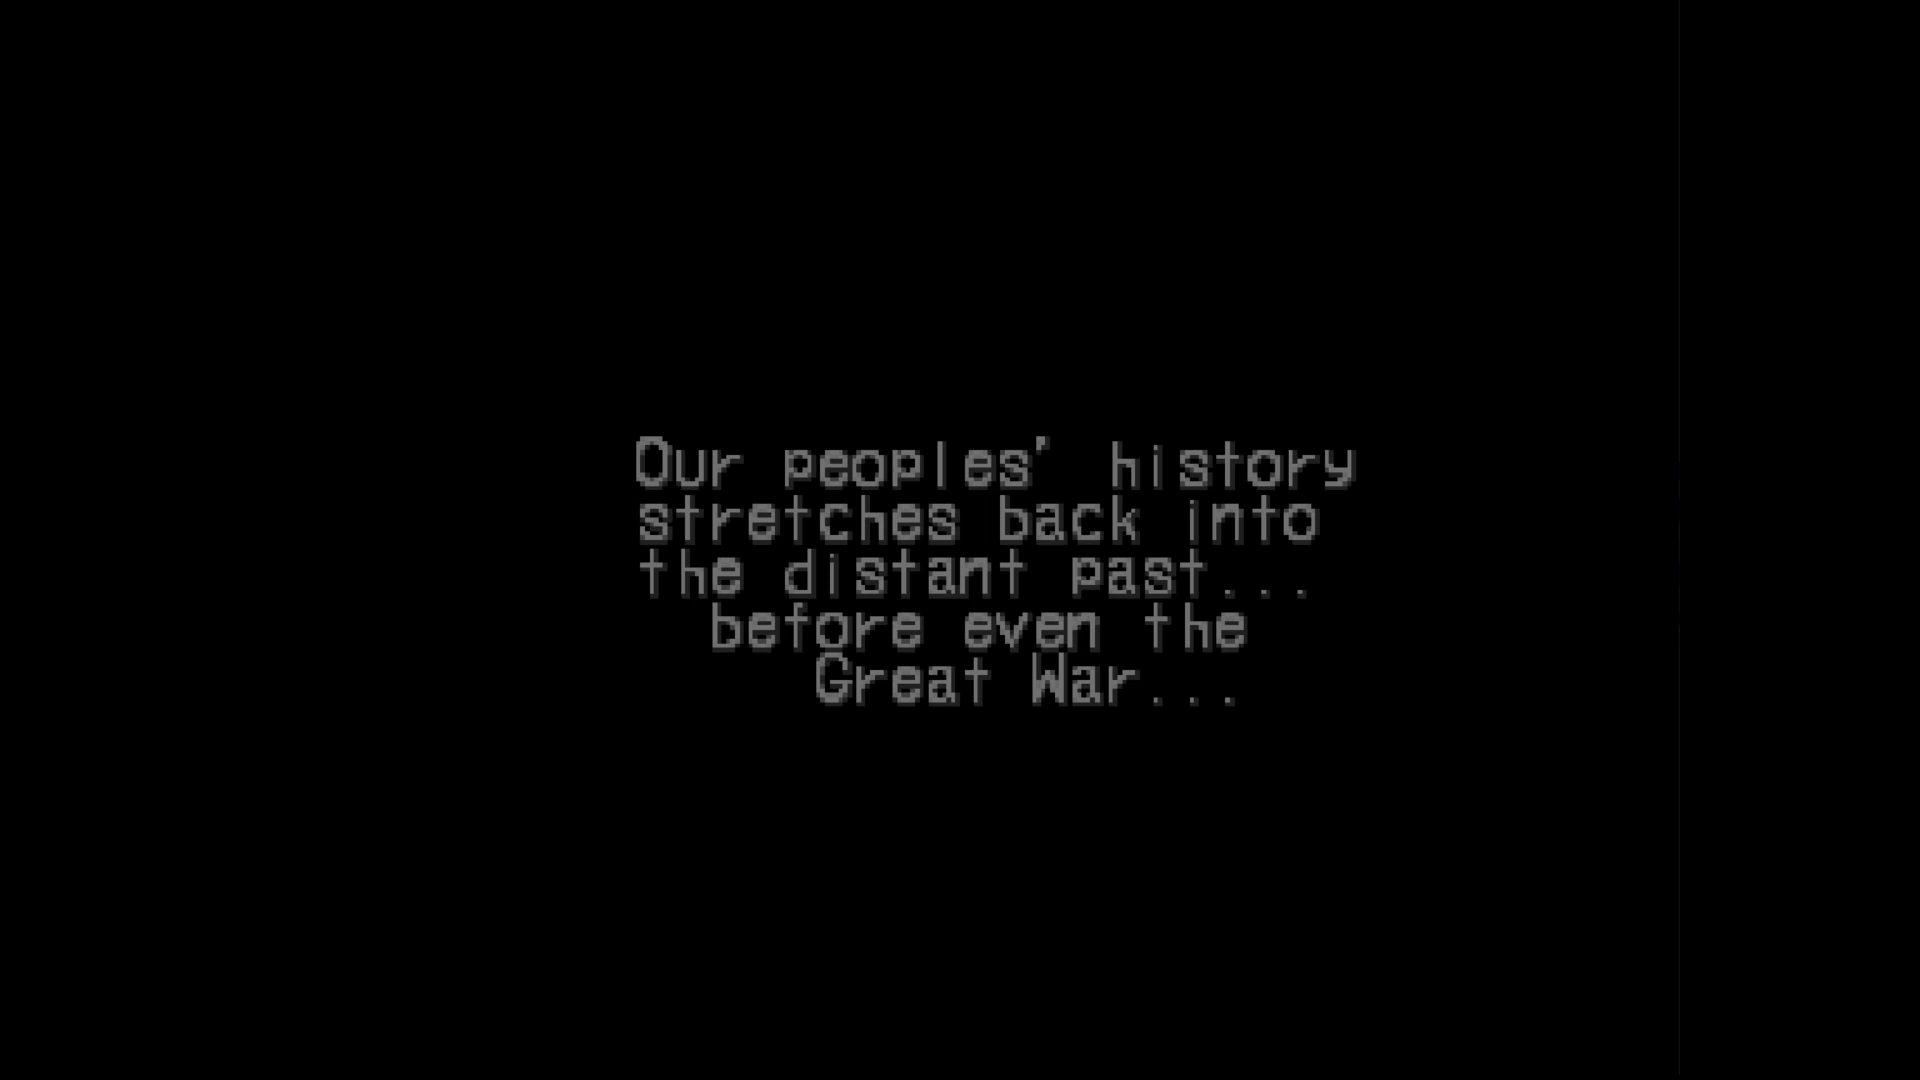 Our peoples' history
stretches back into
the distant past...
before even the
Great War...